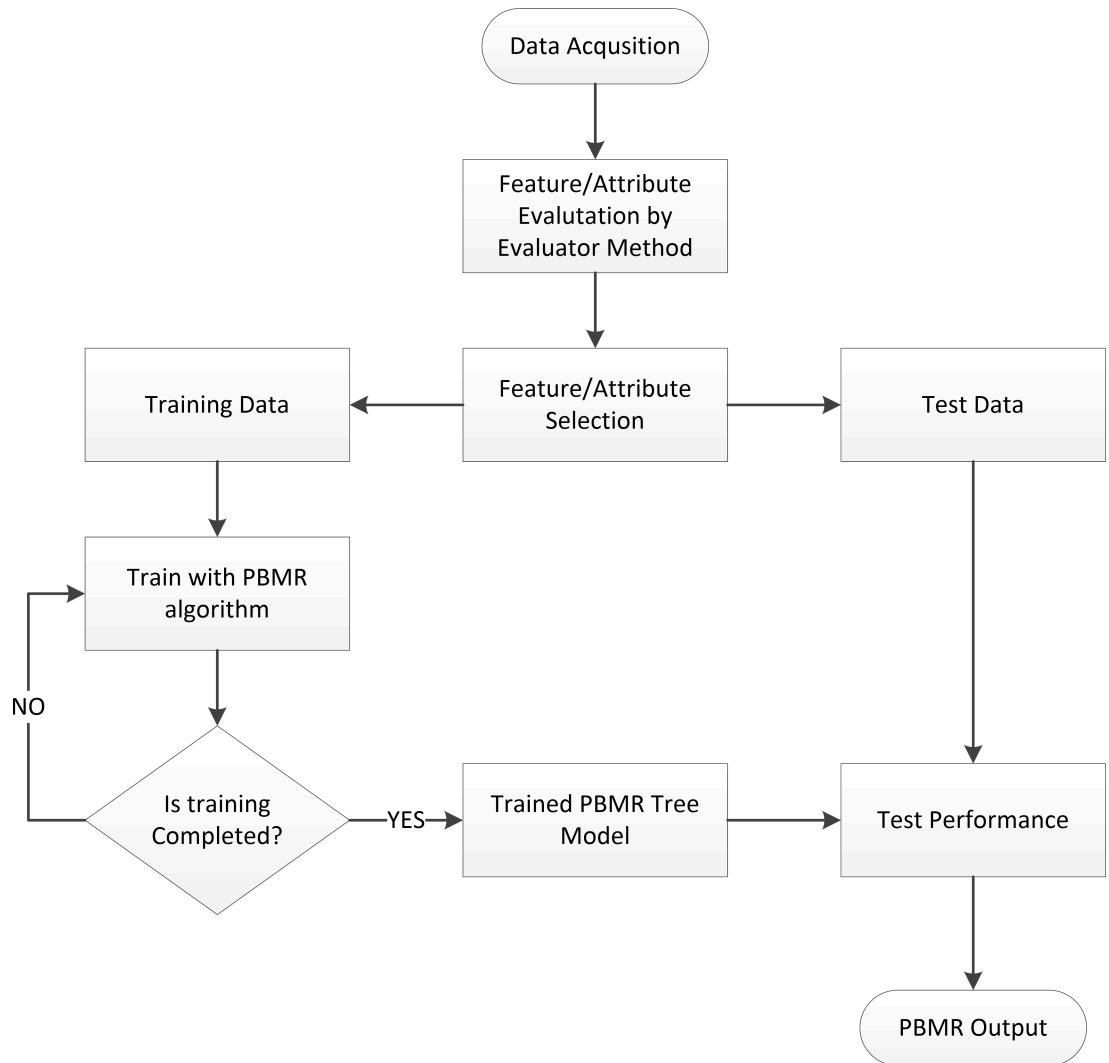 Data Acqusition
Feature/Attribute
Evalutation by
Evaluator Method
Training Data
Feature/Attribute
Selection
Test Data
Train with PBMR
algorithm
NO
Is training
Completed?
YES
Trained PBMR Tree
Model
Test Performance
PBMR Output